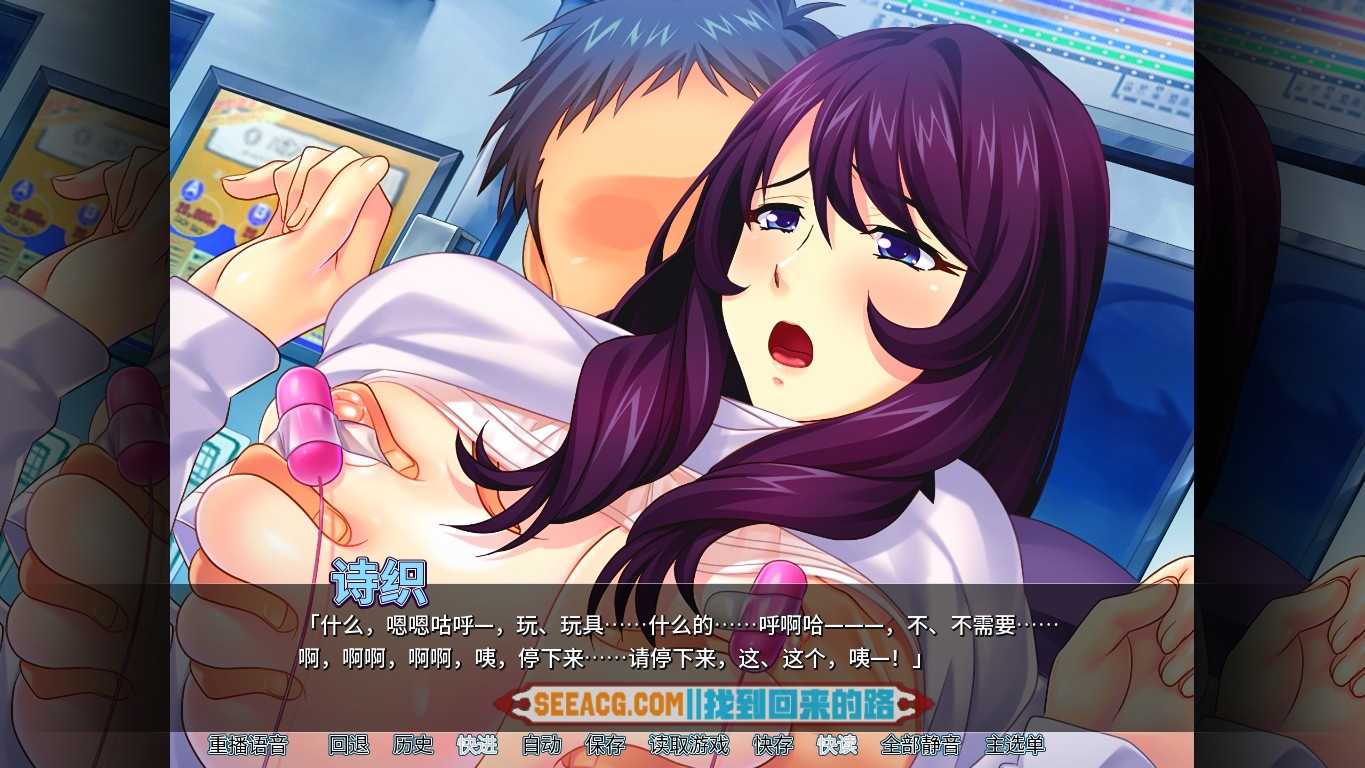 诗织
「什么，嗯嗯咕呼—，玩、玩具……什么的……呼啊哈———，不、不需要……
啊，啊啊，啊啊，咦，停下来……请停下来，这、这个，咦—！」
SEEACG.COM||找到回来的路
重播语音 回退 历史 快进 自动 保存 读取游戏 快存 快读 全部静音 主选单